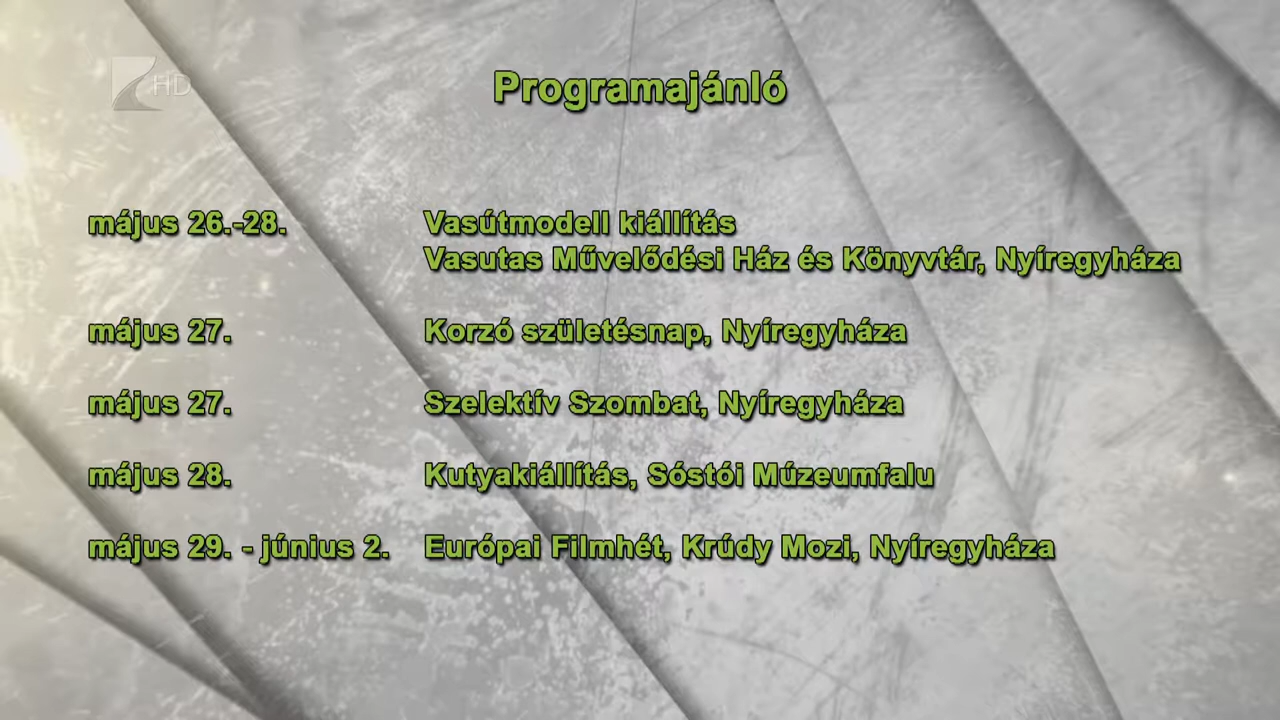 HD
Programajánló
május 26.-28. Vasútmodell kiállítás
Vasutas Művelődési Ház és Könyvtár, Nyíregyháza
május 27. Korzó születésnap, Nyíregyháza
május 27. Szelektív Szombat, Nyíregyháza
május 28. Kutyakiállítás, Sóstói Múzeumfalu
május 29. - június 2. Európai Filmhét, Krúdy Mozi, Nyíregyháza